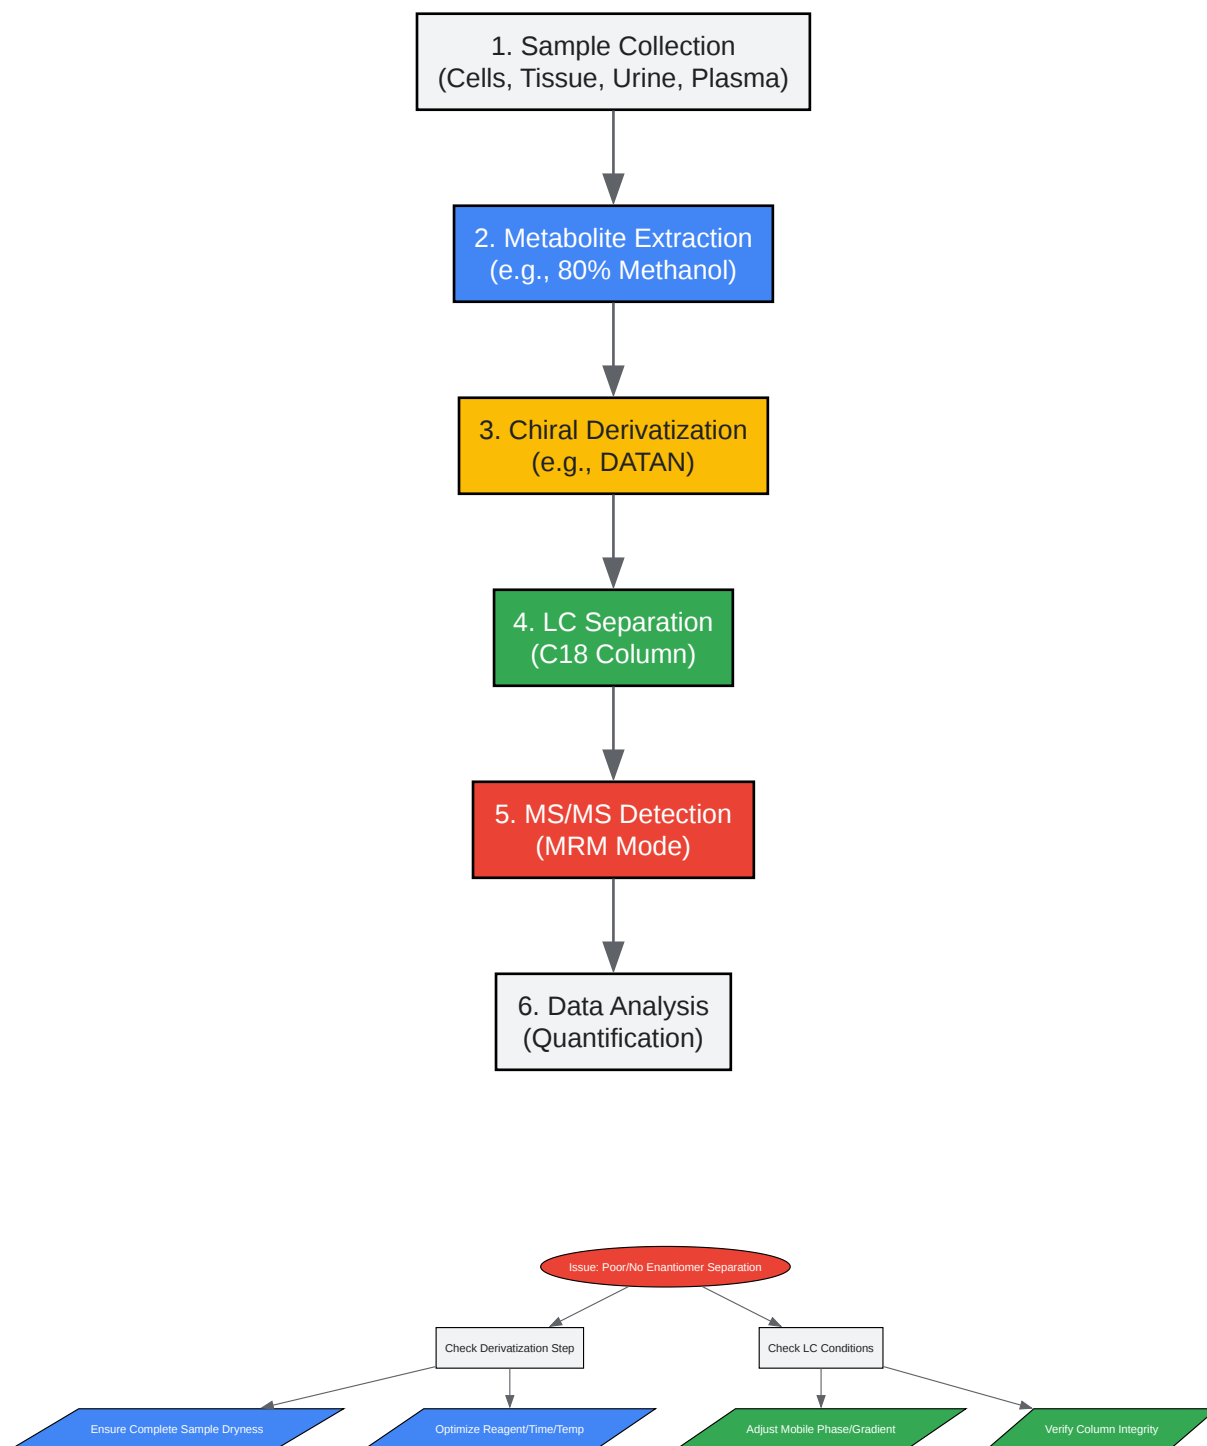 1. Sample Collection
(Cells, Tissue, Urine, Plasma)
2. Metabolite Extraction
(e.g., 80% Methanol)
3. Chiral Derivatization
(e.g., DATAN)
4. LC Separation
(C18 Column)
5. MS/MS Detection
(MRM Mode)
6. Data Analysis
(Quantification)
Issue: Poor/No Enantiomer Separation
Check Derivatization Step
Check LC Conditions
Ensure Complete Sample Dryness
Optimize Reagent/Time/Temp
Adjust Mobile Phase/Gradient
Verify Column Integrity